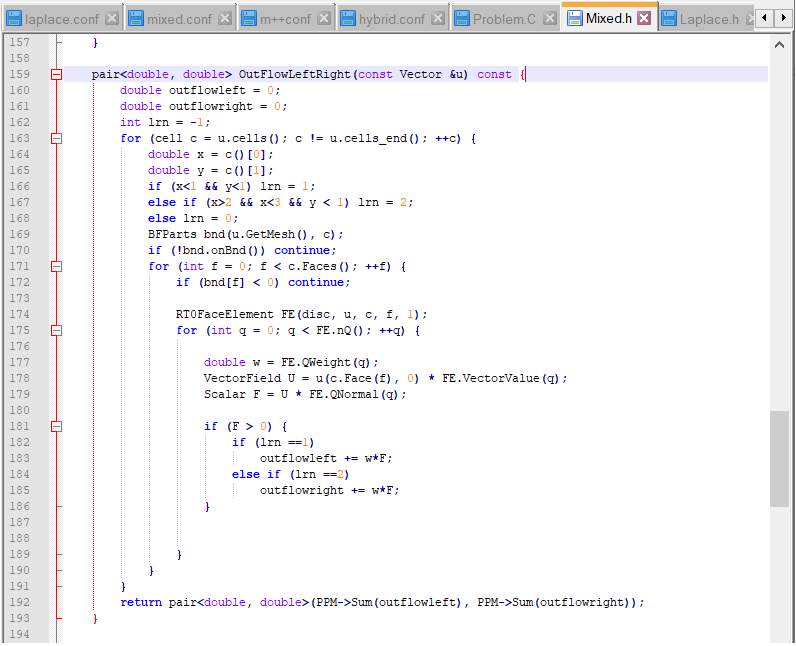 laplace.conf mixed.conf m++conf hybrid.conf Problem.C Mixed.h Laplace.h
157 }
158
159 pair<double, double> OutFlowLeftRight(const Vector &u) const {
160 double outflowleft = 0;
161 double outflowright = 0;
162 int lrn = -1;
163 for (cell c = u.cells(); c != u.cells_end(); ++c) {
164 double x = c()[0];
165 double y = c()[1];
166 if (x<1 && y<1) lrn = 1;
167 else if (x>2 && x<3 && y < 1) lrn = 2;
168 else lrn = 0;
169 BFParts bnd(u.GetMesh(), c);
170 if (!bnd.onBnd()) continue;
171 for (int f = 0; f < c.Faces(); ++f) {
172 if (bnd[f] < 0) continue;
173
174 RT0FaceElement FE(disc, u, c, f, 1);
175 for (int q = 0; q < FE.nQ(); ++q) {
176
177 double w = FE.QWeight(q);
178 VectorField U = u(c.Face(f), 0) * FE.VectorValue(q);
179 Scalar F = U * FE.QNormal(q);
180
181 if (F > 0) {
182 if (lrn ==1)
183 outflowleft += w*F;
184 else if (lrn ==2)
185 outflowright += w*F;
186 }
187
188
189 }
190 }
191 }
192 return pair<double, double>(PPM->Sum(outflowleft), PPM->Sum(outflowright));
193 }
194